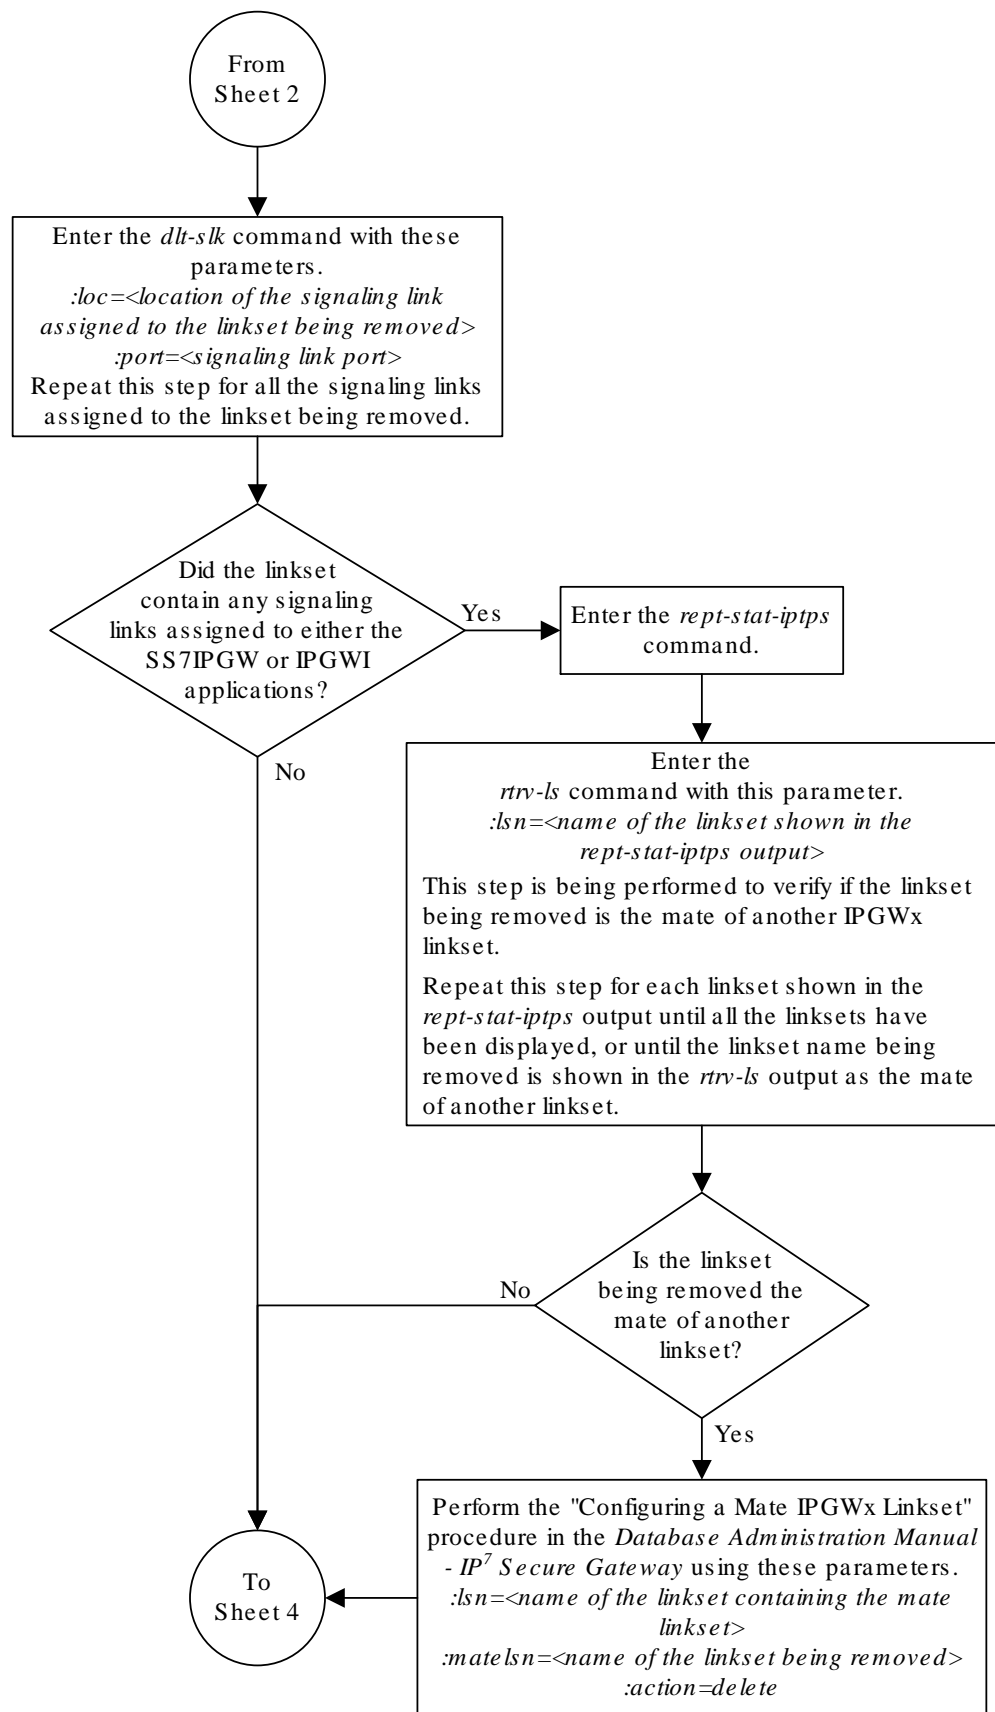 From
Sheet 2
Enter the dlt-slk command with these
parameters.
:loc=<location of the signaling link
assigned to the linkset being removed>
:port=<signaling link port>
Repeat this step for all the signaling links
assigned to the linkset being removed.
Did the linkset
contain any signaling
links assigned to either the
SS7IPGW or IPGWI
applications?
Yes
Enter the rept-stat-iptps
command.
No
Enter the
rtrv-ls command with this parameter.
:lsn=<name of the linkset shown in the
rept-stat-iptps output>
This step is being performed to verify if the linkset
being removed is the mate of another IPGWx
linkset.
Repeat this step for each linkset shown in the
rept-stat-iptps output until all the linksets have
been displayed, or until the linkset name being
removed is shown in the rtrv-ls output as the mate
of another linkset.
Is the linkset
being removed the
mate of another
linkset?
No
Yes
Perform the "Configuring a Mate IPGWx Linkset"
procedure in the Database Administration Manual
- IP⁷ Secure Gateway using these parameters.
:lsn=<name of the linkset containing the mate
linkset>
:matelsn=<name of the linkset being removed>
:action=delete
To
Sheet 4